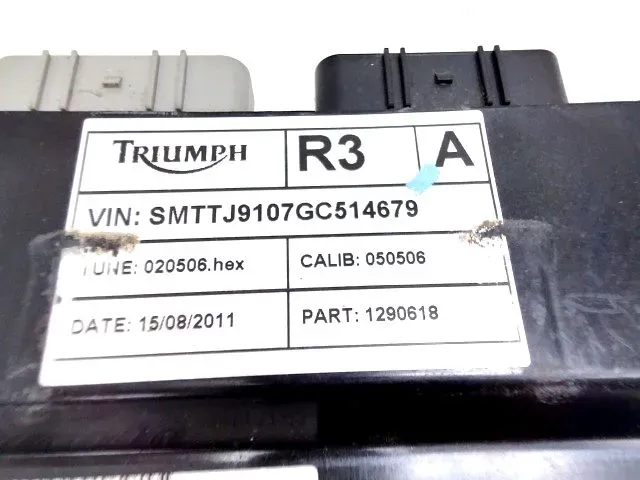 TRIUMPH R3 A
VIN: SMTTJ9107GC514679
TUNE: 020506.hex CALIB: 050506
DATE: 15/08/2011 PART: 1290618